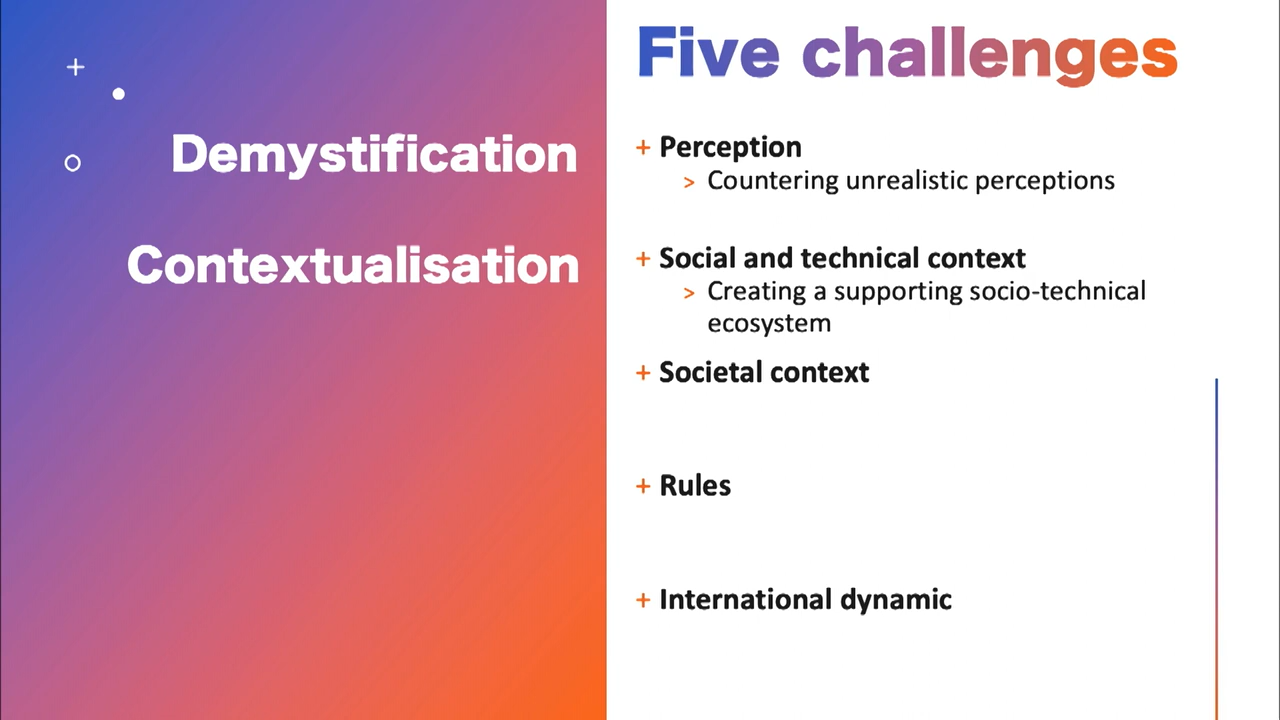 Demystification
Contextualisation
Five challenges
+ Perception
> Countering unrealistic perceptions
+ Social and technical context
> Creating a supporting socio-technical
ecosystem
+ Societal context
+ Rules
+ International dynamic